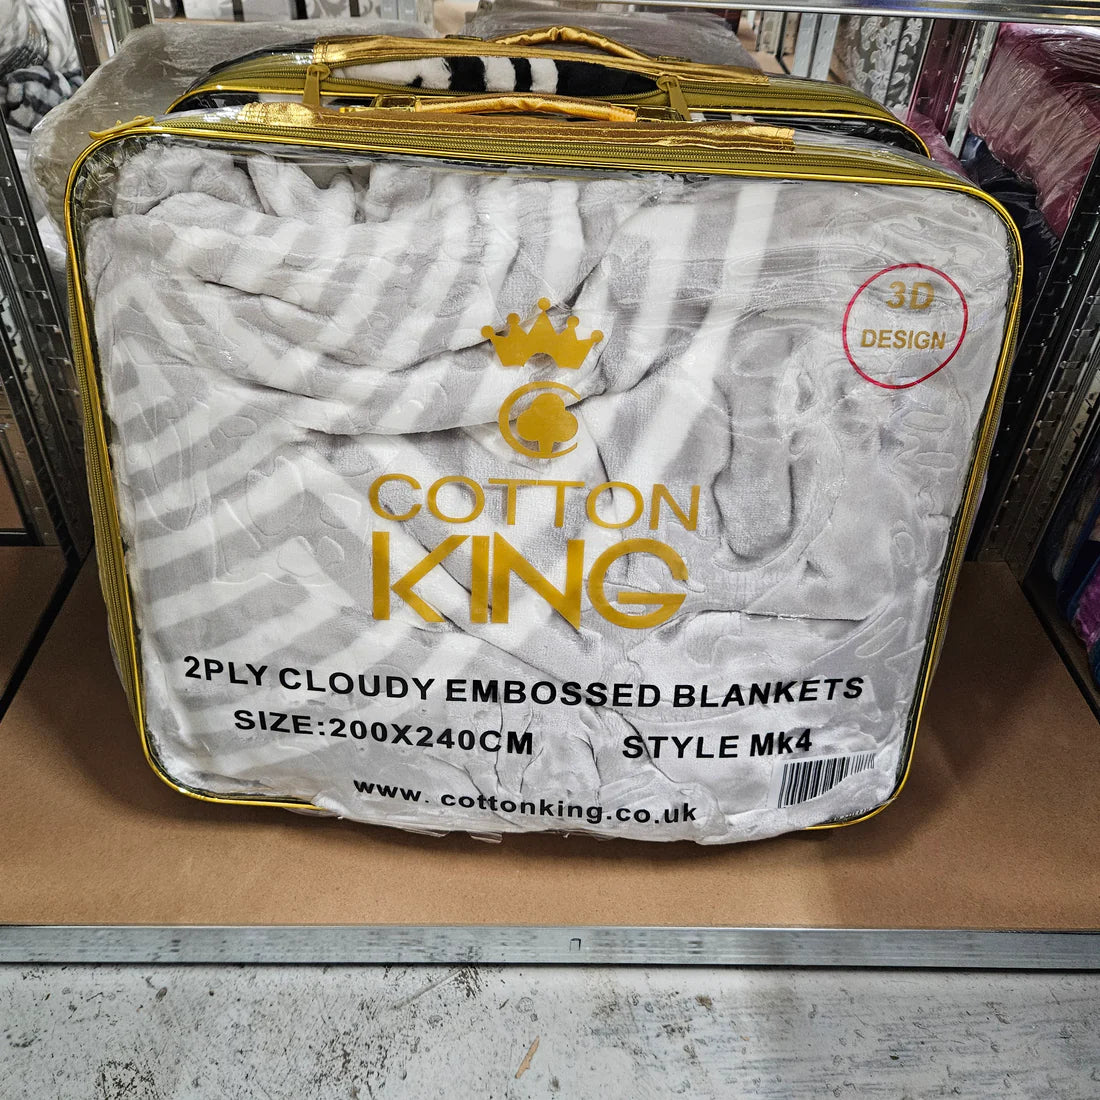 3D
DESIGN
COTTON
KING
2PLY CLOUDY EMBOSSED BLANKETS
SIZE:200X240CM STYLE Mk4
www. cottonking.co.uk